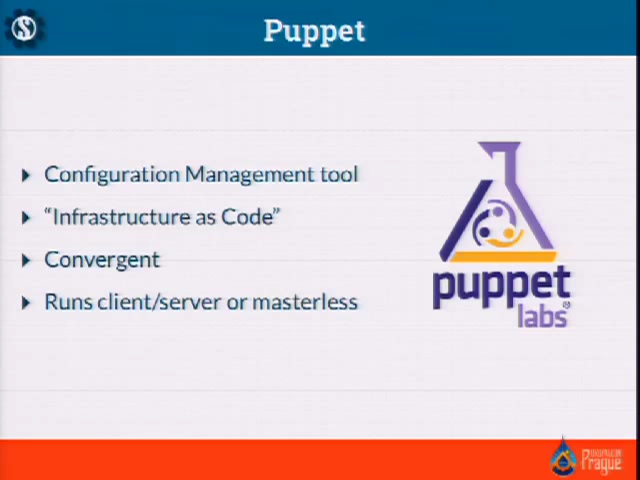 Puppet
Configuration Management tool
“Infrastructure as Code”
Convergent
Runs client/server or masterless
puppet
labs®
Prague